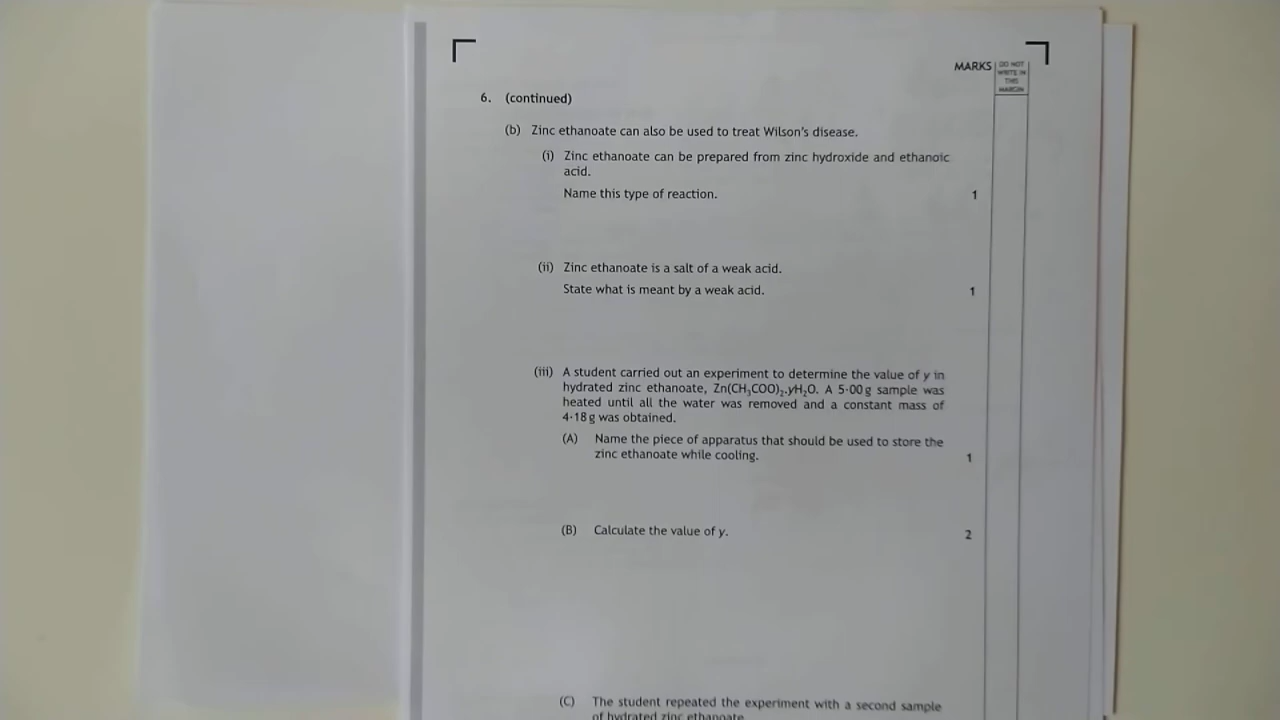 MARKS
DO NOT
WRITE IN
THIS
MARGIN
6. (continued)
(b) Zinc ethanoate can also be used to treat Wilson's disease.
(i) Zinc ethanoate can be prepared from zinc hydroxide and ethanoic
acid.
Name this type of reaction. 1
(ii) Zinc ethanoate is a salt of a weak acid.
State what is meant by a weak acid. 1
(iii) A student carried out an experiment to determine the value of y in
hydrated zinc ethanoate, Zn(CH₃COO)₂.yH₂O. A 5·00 g sample was
heated until all the water was removed and a constant mass of
4·18 g was obtained.
(A) Name the piece of apparatus that should be used to store the
zinc ethanoate while cooling. 1
(B) Calculate the value of y. 2
(C) The student repeated the experiment with a second sample
of hydrated zinc ethanoate.